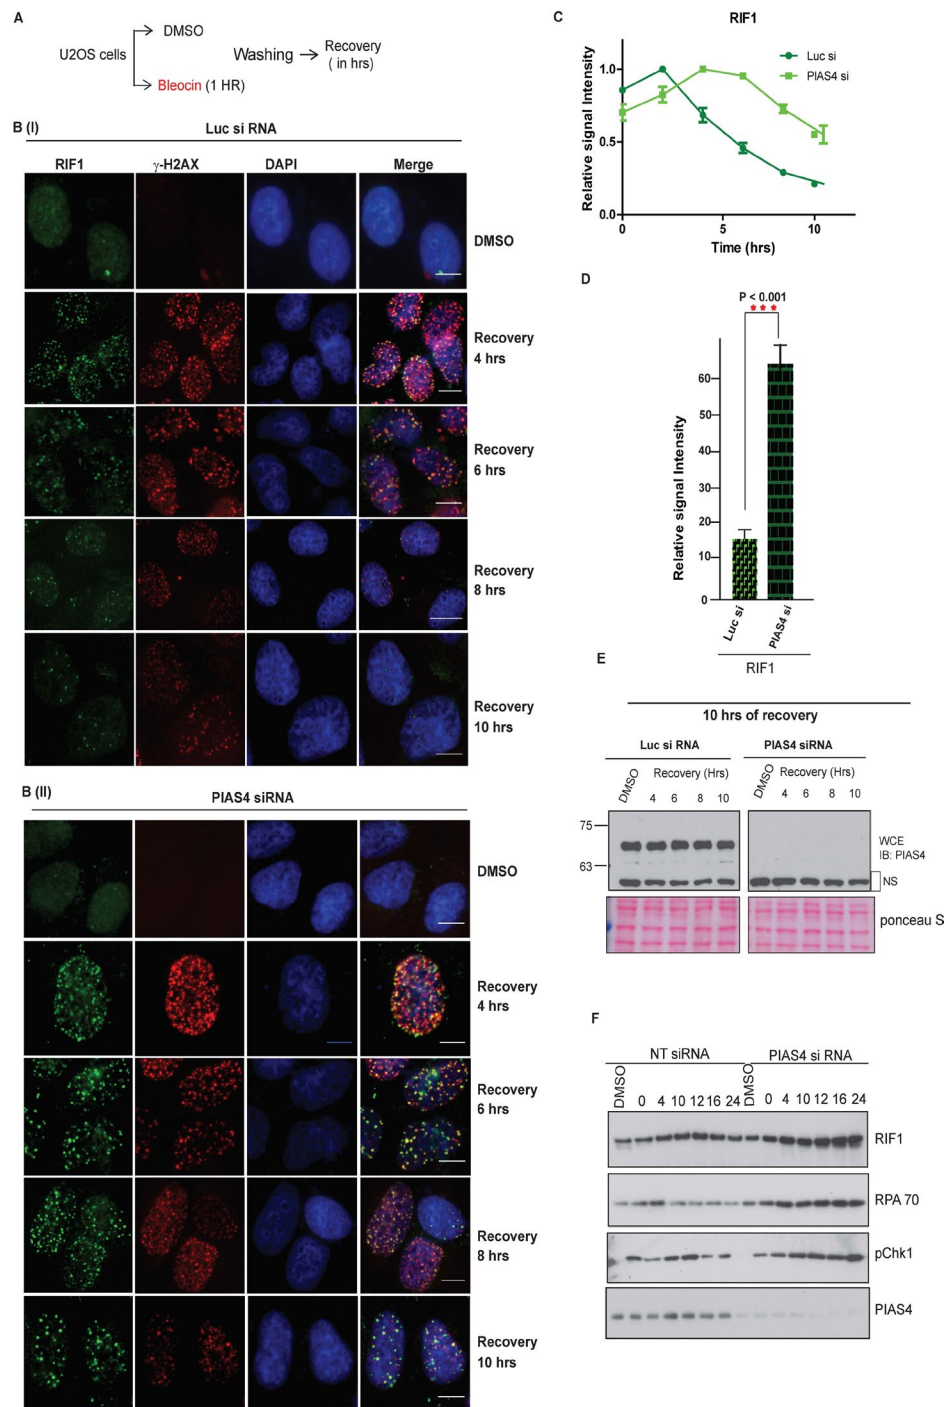 A
U2OS cells
DMSO
Bleocin (1 HR)
Washing
Recovery
( in hrs)
B (I)
Luc si RNA
RIF1 γ-H2AX DAPI Merge
DMSO
Recovery
4 hrs
Recovery
6 hrs
Recovery
8 hrs
Recovery
10 hrs
B (II)
PIAS4 siRNA
DMSO
Recovery
4 hrs
Recovery
6 hrs
Recovery
8 hrs
Recovery
10 hrs
C
RIF1
Luc si
PIAS4 si
Relative signal Intensity
1.0
0.5
0.0
0 5 10
Time (hrs)
D
P < 0.001
***
Relative signal Intensity
60
50
40
30
20
10
0
Luc si
PIAS4 si
RIF1
E
10 hrs of recovery
Luc si RNA PIAS4 siRNA
DMSO Recovery (Hrs) DMSO Recovery (Hrs)
4 6 8 10 4 6 8 10
75
63
WCE
IB: PIAS4
NS
ponceau S
F
NT siRNA PIAS4 si RNA
DMSO 0 4 10 12 16 24 DMSO 0 4 10 12 16 24
RIF1
RPA 70
pChk1
PIAS4